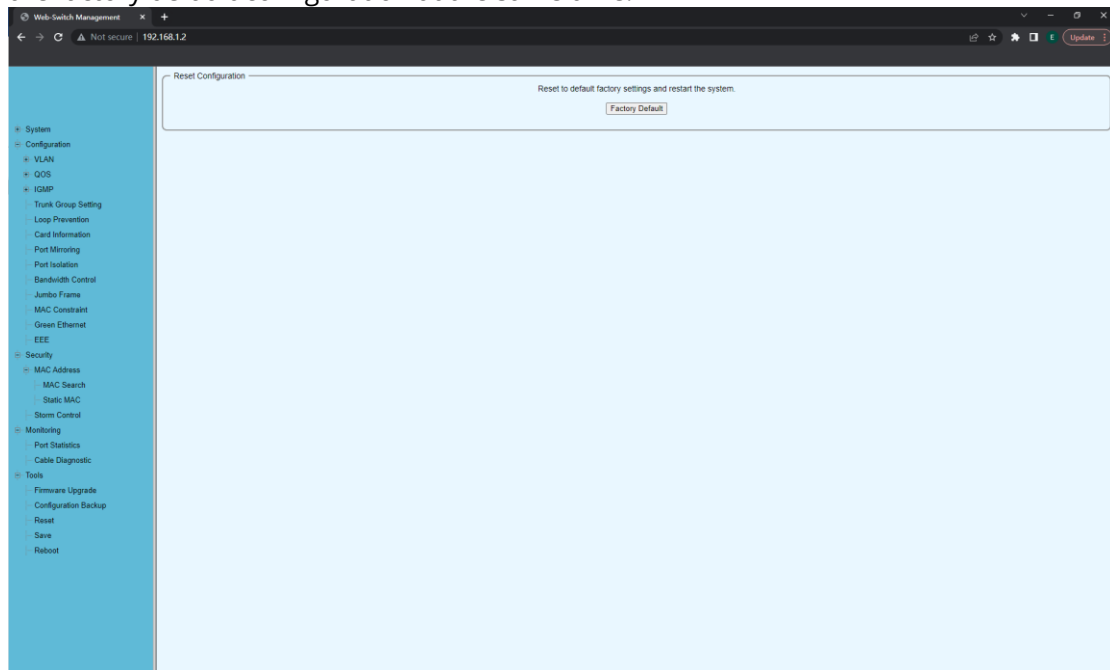 Web-Switch Management
Not secure | 192.168.1.2
Update
Reset Configuration
Reset to default factory settings and restart the system.
Factory Default
System
Configuration
VLAN
QOS
IGMP
Trunk Group Setting
Loop Prevention
Card Information
Port Mirroring
Port Isolation
Bandwidth Control
Jumbo Frame
MAC Constraint
Green Ethernet
EEE
Security
MAC Address
MAC Search
Static MAC
Storm Control
Monitoring
Port Statistics
Cable Diagnostic
Tools
Firmware Upgrade
Configuration Backup
Reset
Save
Reboot